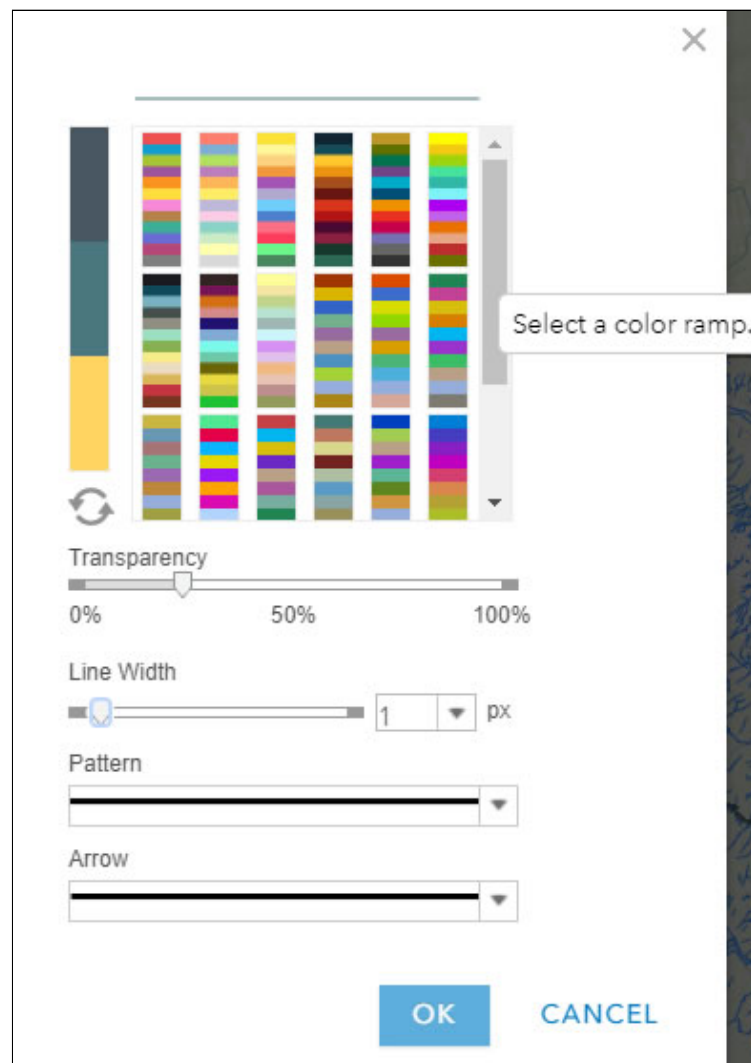 Select a color ramp.
Transparency
0% 50% 100%
Line Width
1 px
Pattern
Arrow
OK CANCEL